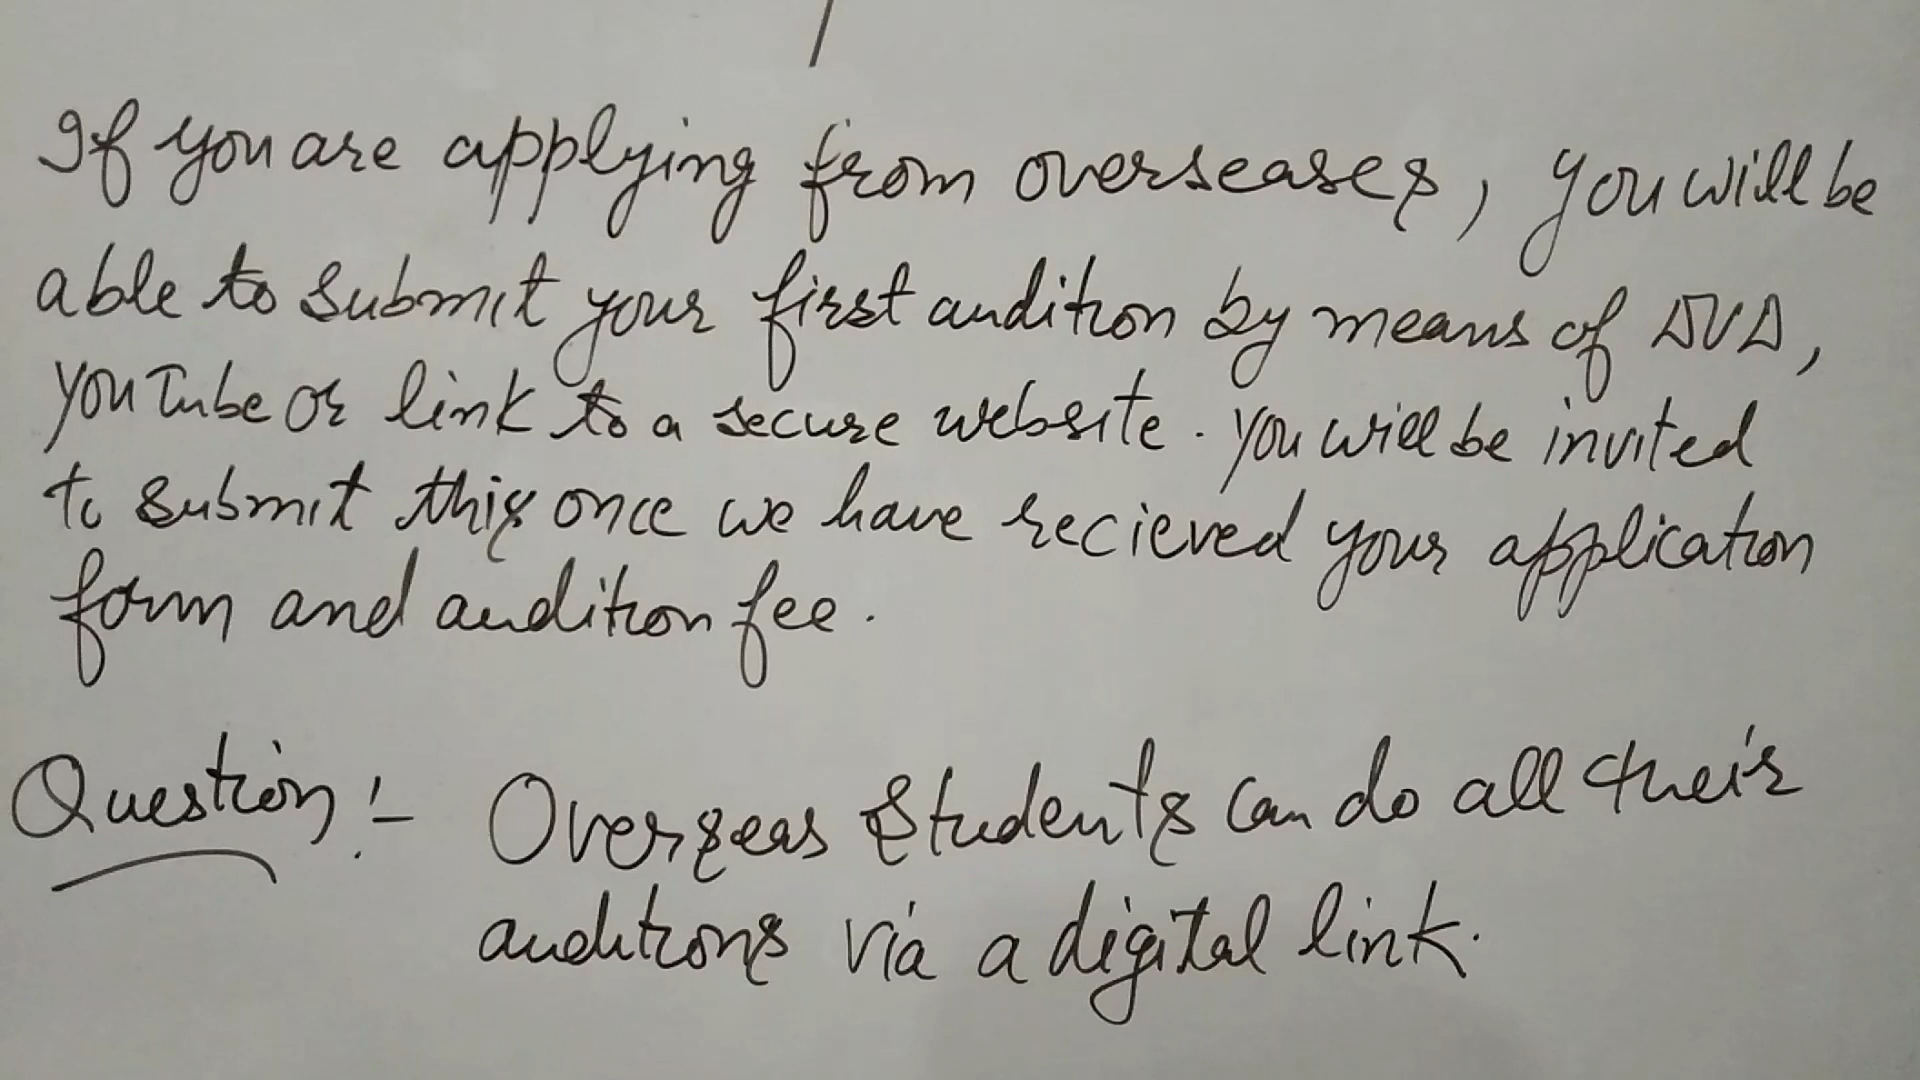 If you are applying from overseases, you will be
able to submit your first audition by means of DVD,
YouTube or link to a secure website. You will be invited
to submit this once we have recieved your application
form and audition fee.
Question:- Overseas Students can do all their
auditions via a digital link.